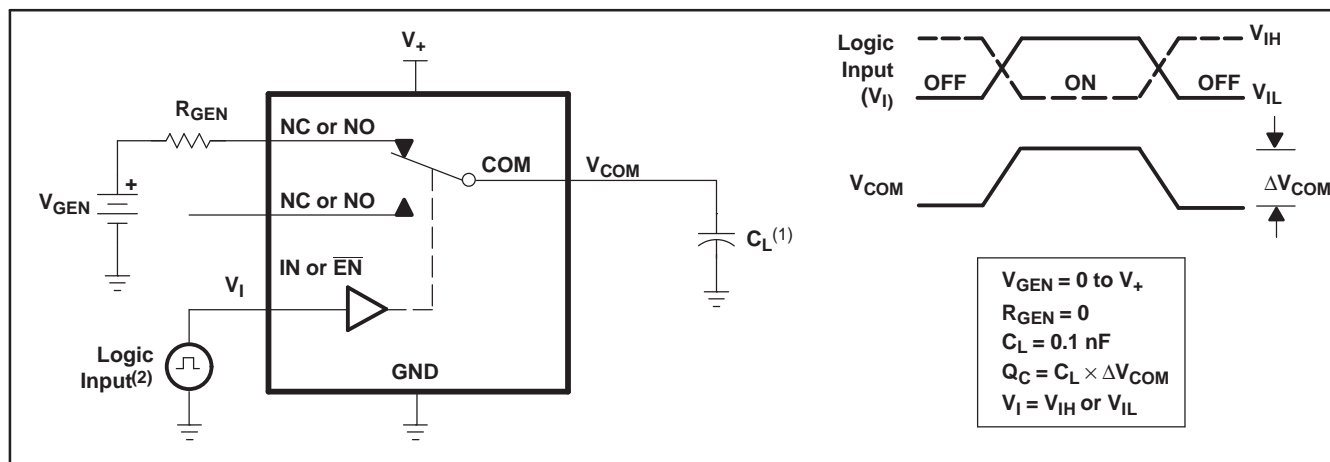 V+
RGEN
NC or NO
COM
VCOM
VGEN
+
NC or NO
CL(1)
IN or EN
VI
Logic
Input(2)
GND
Logic
Input
(VI)
OFF
ON
OFF
VIH
VIL
VCOM
ΔVCOM
VGEN = 0 to V+
RGEN = 0
CL = 0.1 nF
QC = CL × ΔVCOM
VI = VIH or VIL